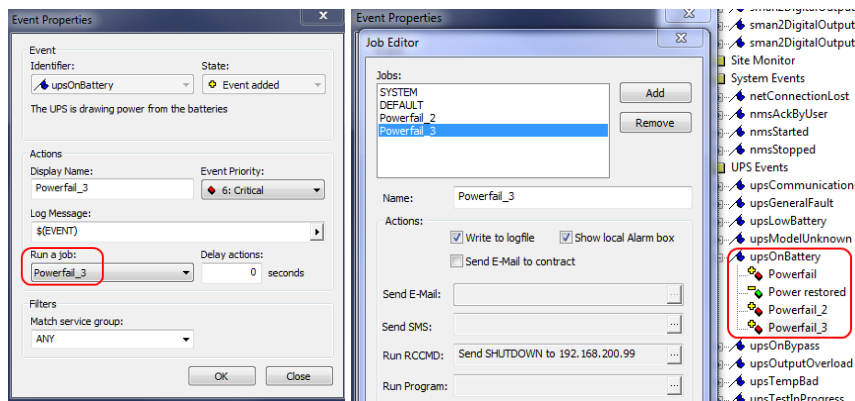 Event Properties
x
Event
Identifier:
State:
upsOnBattery
Event added
The UPS is drawing power from the batteries
Actions
Display Name:
Event Priority:
Powerfail_3
6: Critical
Log Message:
$(EVENT)
Run a job:
Delay actions:
Powerfail_3
0 seconds
Filters
Match service group:
ANY
OK
Close
Event Properties
Job Editor
Jobs:
SYSTEM
DEFAULT
Powerfail_2
Powerfail_3
Add
Remove
Name:
Powerfail_3
Actions:
Write to logfile
Show local Alarm box
Send E-Mail to contract
Send E-Mail:
...
Send SMS:
...
Run RCCMD:
Send SHUTDOWN to 192.168.200.99
...
Run Program:
...
sman2DigitalOutput
sman2DigitalOutput
Site Monitor
System Events
netConnectionLost
nmsAckByUser
nmsStarted
nmsStopped
UPS Events
upsCommunication
upsGeneralFault
upsLowBattery
upsModelUnknown
upsOnBattery
Powerfail
Power restored
Powerfail_2
Powerfail_3
upsOnBypass
upsOutputOverload
upsTempBad
upsTestInProgress